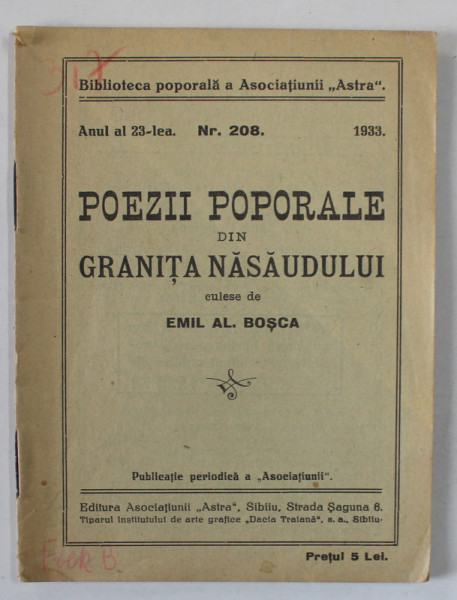 317
Biblioteca poporală a Asociațiunii „Astra".
Anul al 23-lea. Nr. 208. 1933.
POEZII POPORALE
DIN
GRANIȚA NĂSĂUDULUI
culese de
EMIL AL. BOȘCA
Publicație periodică a „Asociațiunii".
Editura Asociațiunii „Astra", Sibiiu, Strada Șaguna 6.
Tiparul institutului de arte grafice „Dacia Traiană", s. a., Sibiiu.
Prețul 5 Lei.